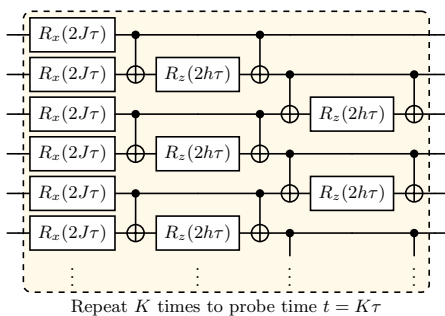 R_x(2Jτ)
R_x(2Jτ) R_z(2hτ)
R_x(2Jτ) R_z(2hτ)
R_x(2Jτ) R_z(2hτ)
R_x(2Jτ) R_z(2hτ)
R_x(2Jτ) R_z(2hτ)
⋮ ⋮ ⋮ ⋮
Repeat K times to probe time t = Kτ